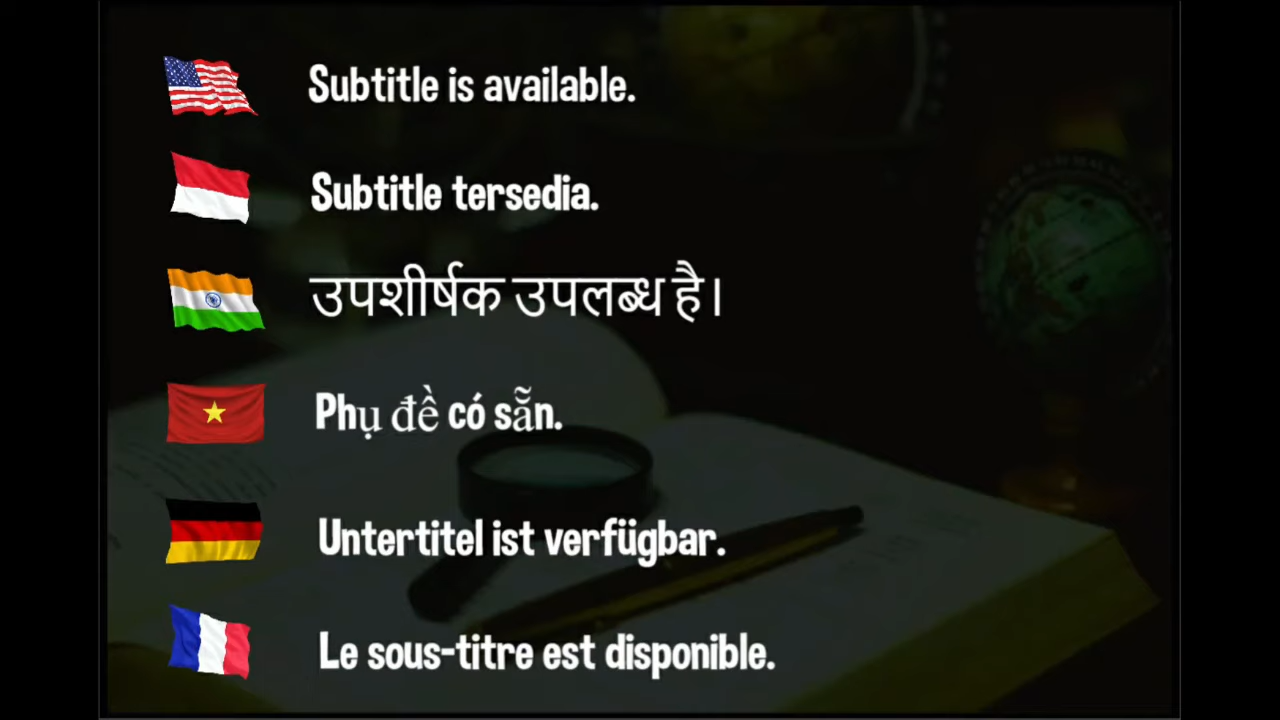 Subtitle is available.
Subtitle tersedia.
उपशीर्षक उपलब्ध है।
Phụ đề có sẵn.
Untertitel ist verfügbar.
Le sous-titre est disponible.